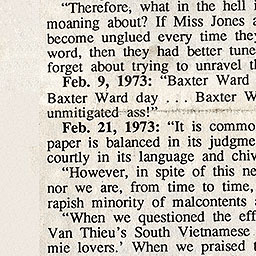 “Therefore, what in the hell i
moaning about? If Miss Jones a
become unglued every time they
word, then they had better tune
forget about trying to unravel th
Feb. 9, 1973: “Baxter Ward
Baxter Ward day . . . Baxter W
unmitigated ass!”
Feb. 21, 1973: “It is commo
paper is balanced in its judgme
courtly in its language and chiv
“However, in spite of this ne
nor we are, from time to time,
rapish minority of malcontents a
“When we questioned the eff
Van Thieu’s South Vietnamese
mie lovers.’ When we praised t